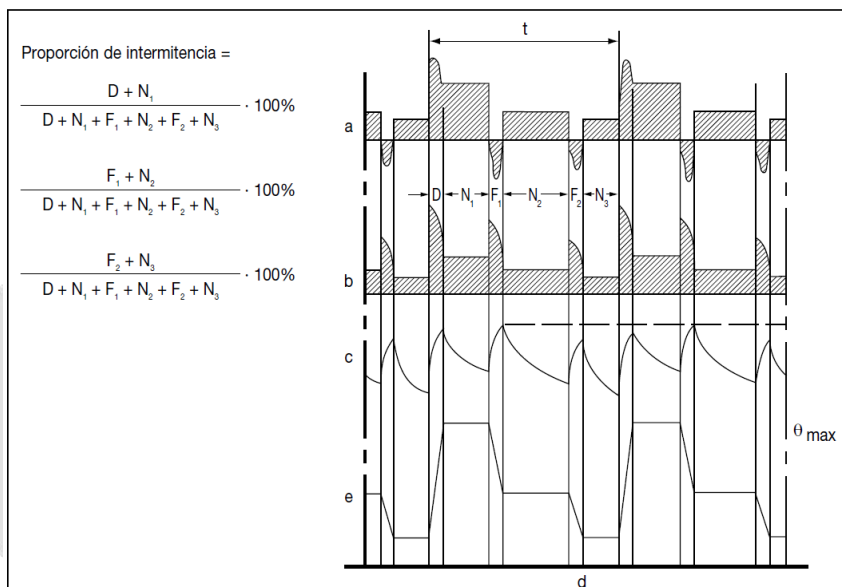 Proporción de intermitencia =
D + N₁
D + N₁ + F₁ + N₂ + F₂ + N₃
· 100%
F₁ + N₂
D + N₁ + F₁ + N₂ + F₂ + N₃
· 100%
F₂ + N₃
D + N₁ + F₁ + N₂ + F₂ + N₃
· 100%
t
a
D N₁ F₁ N₂ F₂ N₃
b
c
θ max
e
d